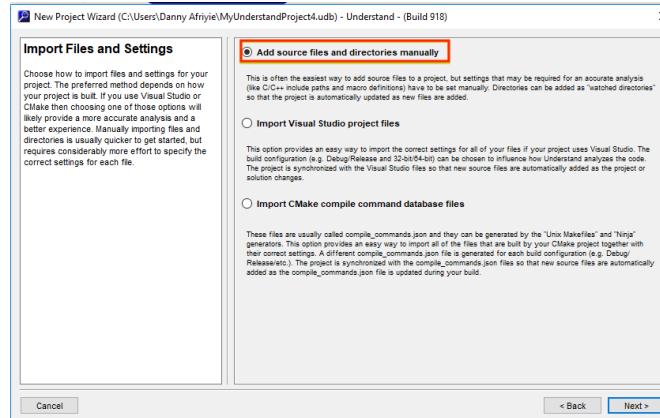 New Project Wizard (C:\Users\Danny Afriyie\MyUnderstandProject4.udb) - Understand - (Build 918)
Import Files and Settings
Choose how to import files and settings for your
project. The preferred method depends on how
your project is built. If you use Visual Studio or
CMake then choosing one of those options will
likely provide a more accurate analysis and a
better experience. Manually importing files and
directories is usually quicker to get started, but
requires considerably more effort to specify the
correct settings for each file.
Add source files and directories manually
This is often the easiest way to add source files to a project, but settings that may be required for an accurate analysis
(like C/C++ include paths and macro definitions) have to be set manually. Directories can be added as "watched directories"
so that the project is automatically updated as new files are added.
Import Visual Studio project files
This option provides an easy way to import the correct settings for all of your files if your project uses Visual Studio. The
build configuration (e.g. Debug/Release and 32-bit/64-bit) can be chosen to influence how Understand analyzes the code.
The project is synchronized with the Visual Studio files so that new source files are automatically added as the project or
solution changes.
Import CMake compile command database files
These files are usually called compile_commands.json and they can be generated by the "Unix Makefiles" and "Ninja"
generators. This option provides an easy way to import all of the files that are built by your CMake project together with
their correct settings. A different compile_commands.json file is generated for each build configuration (e.g. Debug/
Release/etc.). The project is synchronized with the compile_commands.json files so that new source files are automatically
added as the compile_commands.json file is updated during your build.
Cancel
< Back
Next >